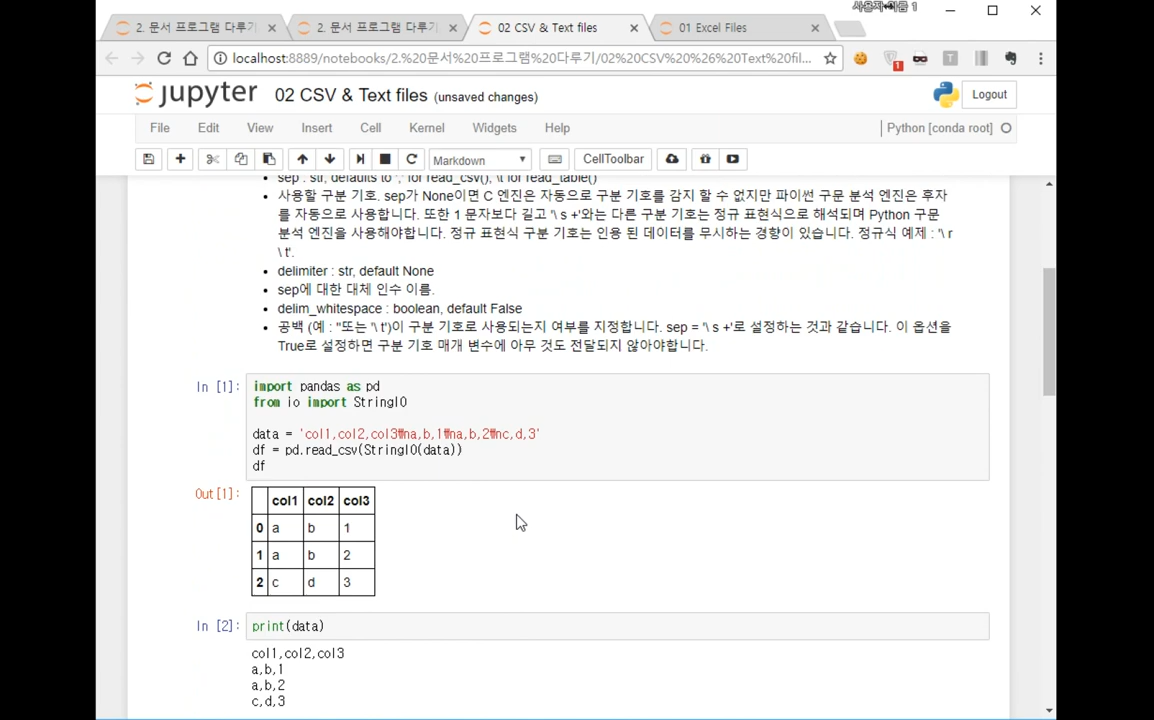 사용자 이름 1
2. 문서 프로그램 다루기
2. 문서 프로그램 다루기
02 CSV & Text files
01 Excel Files
localhost:8889/notebooks/2.%20문서%20프로그램%20다루기/02%20CSV%20%26%20Text%20fil...
1
jupyter 02 CSV & Text files (unsaved changes)
Logout
File Edit View Insert Cell Kernel Widgets Help
Python [conda root]
Markdown
CellToolbar
sep : str, defaults to ',' for read_csv(), \t for read_table()
사용할 구분 기호. sep가 None이면 C 엔진은 자동으로 구분 기호를 감지 할 수 없지만 파이썬 구문 분석 엔진은 후자
를 자동으로 사용합니다. 또한 1 문자보다 길고 '\ s +'와는 다른 구분 기호는 정규 표현식으로 해석되며 Python 구문
분석 엔진을 사용해야합니다. 정규 표현식 구분 기호는 인용 된 데이터를 무시하는 경향이 있습니다. 정규식 예제 : '\ r
\ t'.
delimiter : str, default None
sep에 대한 대체 인수 이름.
delim_whitespace : boolean, default False
공백 (예 : ''또는 '\ t')이 구분 기호로 사용되는지 여부를 지정합니다. sep = '\ s +'로 설정하는 것과 같습니다. 이 옵션을
True로 설정하면 구분 기호 매개 변수에 아무 것도 전달되지 않아야합니다.
In [1]:
import pandas as pd
from io import StringIO
data = 'col1,col2,col3₩na,b,1₩na,b,2₩nc,d,3'
df = pd.read_csv(StringIO(data))
df
Out[1]:
col1 col2 col3
0 a b 1
1 a b 2
2 c d 3
In [2]:
print(data)
col1,col2,col3
a,b,1
a,b,2
c,d,3